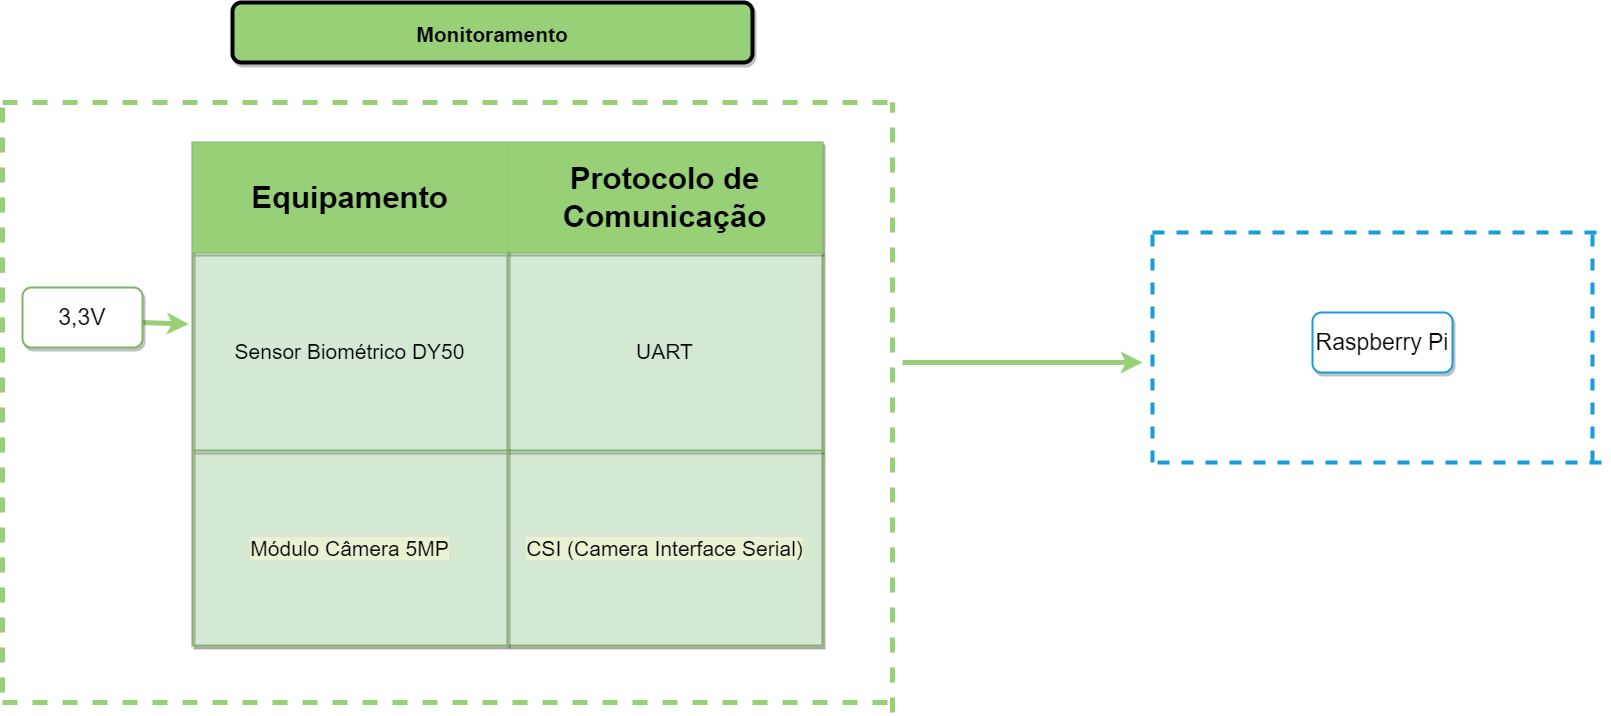 Monitoramento
Equipamento
Protocolo de
Comunicação
3,3V
Sensor Biométrico DY50
UART
Raspberry Pi
Módulo Câmera 5MP
CSI (Camera Interface Serial)